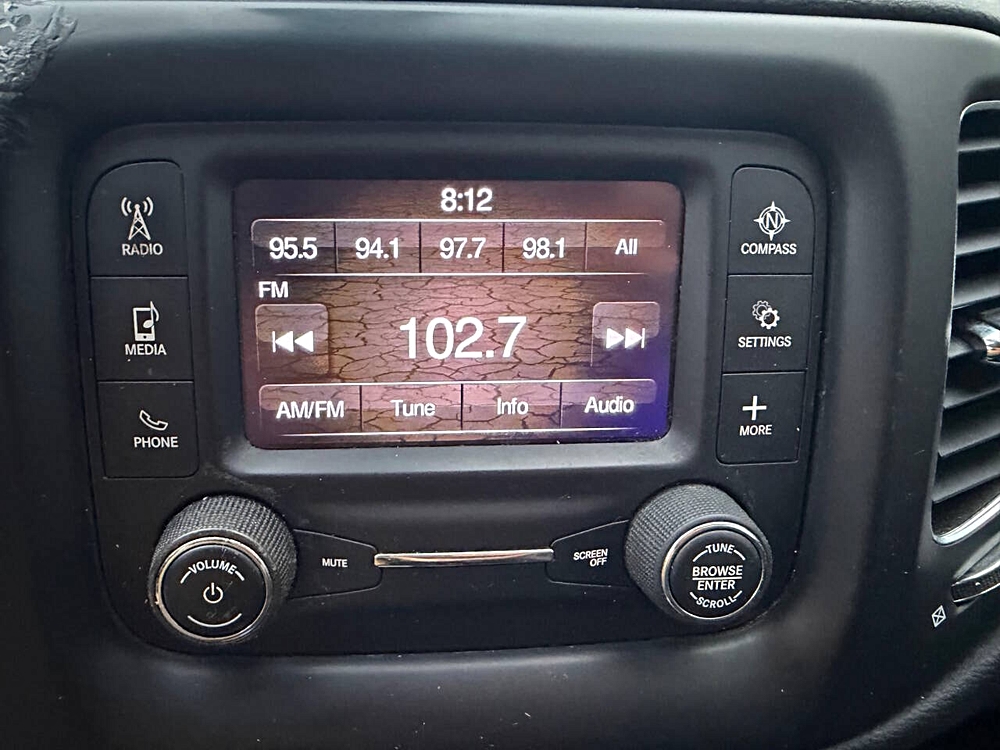 8:12
95.5 94.1 97.7 98.1 All
FM
102.7
AM/FM Tune Info Audio
RADIO
MEDIA
PHONE
N
COMPASS
SETTINGS
MORE
VOLUME
MUTE
SCREEN
OFF
TUNE
BROWSE
ENTER
SCROLL